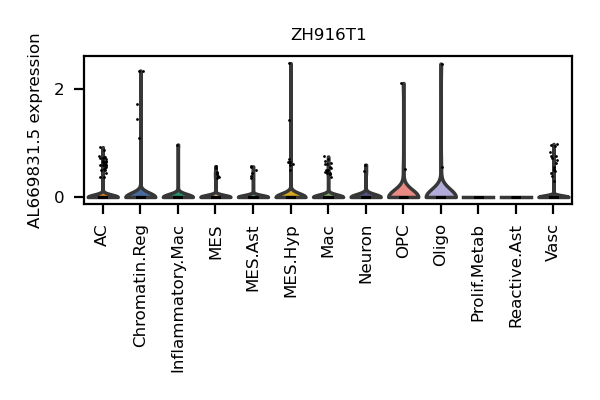 ZH916T1
AL669831.5 expression
2
0
AC
Chromatin.Reg
Inflammatory.Mac
MES
MES.Ast
MES.Hyp
Mac
Neuron
OPC
Oligo
Prolif.Metab
Reactive.Ast
Vasc